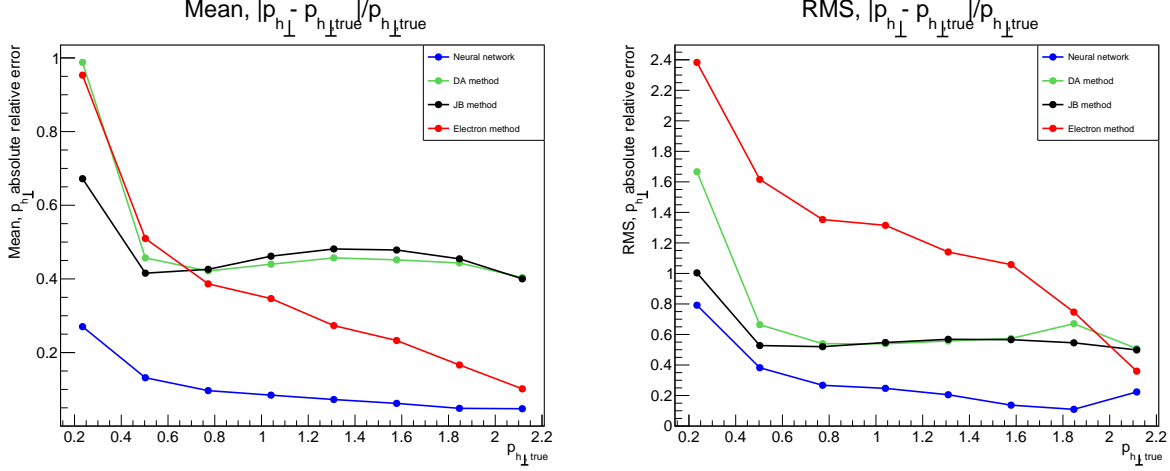 Mean, |p_h⊥ - p_h⊥,true|/p_h⊥,true
Mean, p_h⊥ absolute relative error
1
0.8
0.6
0.4
0.2
0.2 0.4 0.6 0.8 1 1.2 1.4 1.6 1.8 2 2.2
p_h⊥,true
Neural network
DA method
JB method
Electron method
RMS, |p_h⊥ - p_h⊥,true|/p_h⊥,true
RMS, p_h⊥ absolute relative error
2.4
2.2
2
1.8
1.6
1.4
1.2
1
0.8
0.6
0.4
0.2
0
0.2 0.4 0.6 0.8 1 1.2 1.4 1.6 1.8 2 2.2
p_h⊥,true
Neural network
DA method
JB method
Electron method